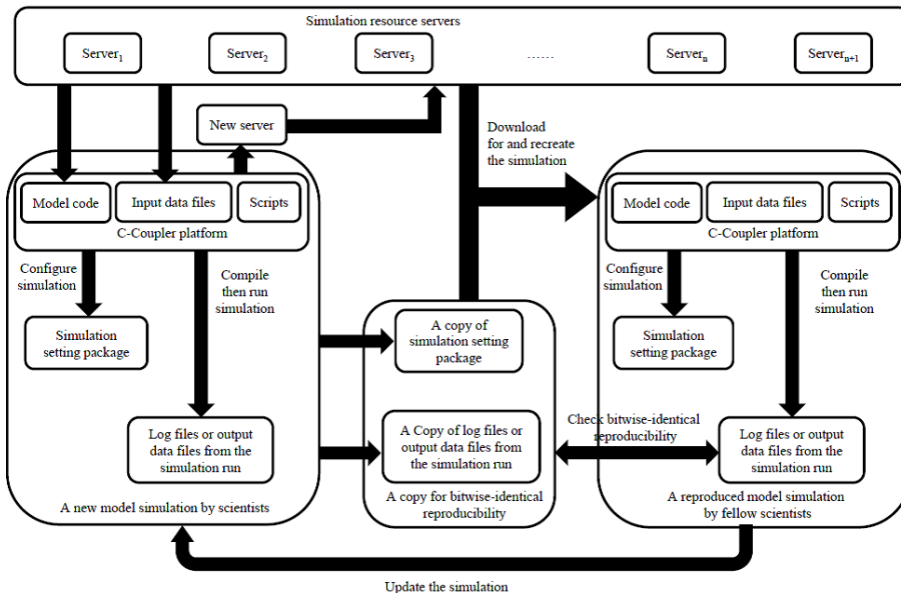 Simulation resource servers
Server1
Server2
Server3
......
Servern
Servern+1
New server
Download
for and recreate
the simulation
Model code
Input data files
Scripts
C-Coupler platform
Configure
simulation
Compile
then run
simulation
Simulation
setting package
Log files or output
data files from the
simulation run
A new model simulation by scientists
A copy of
simulation setting
package
A Copy of log files or
output data files from
the simulation run
A copy for bitwise-identical
reproducibility
Check bitwise-identical
reproducibility
Model code
Input data files
Scripts
C-Coupler platform
Configure
simulation
Compile
then run
simulation
Simulation
setting package
Log files or output
data files from the
simulation run
A reproduced model simulation
by fellow scientists
Update the simulation